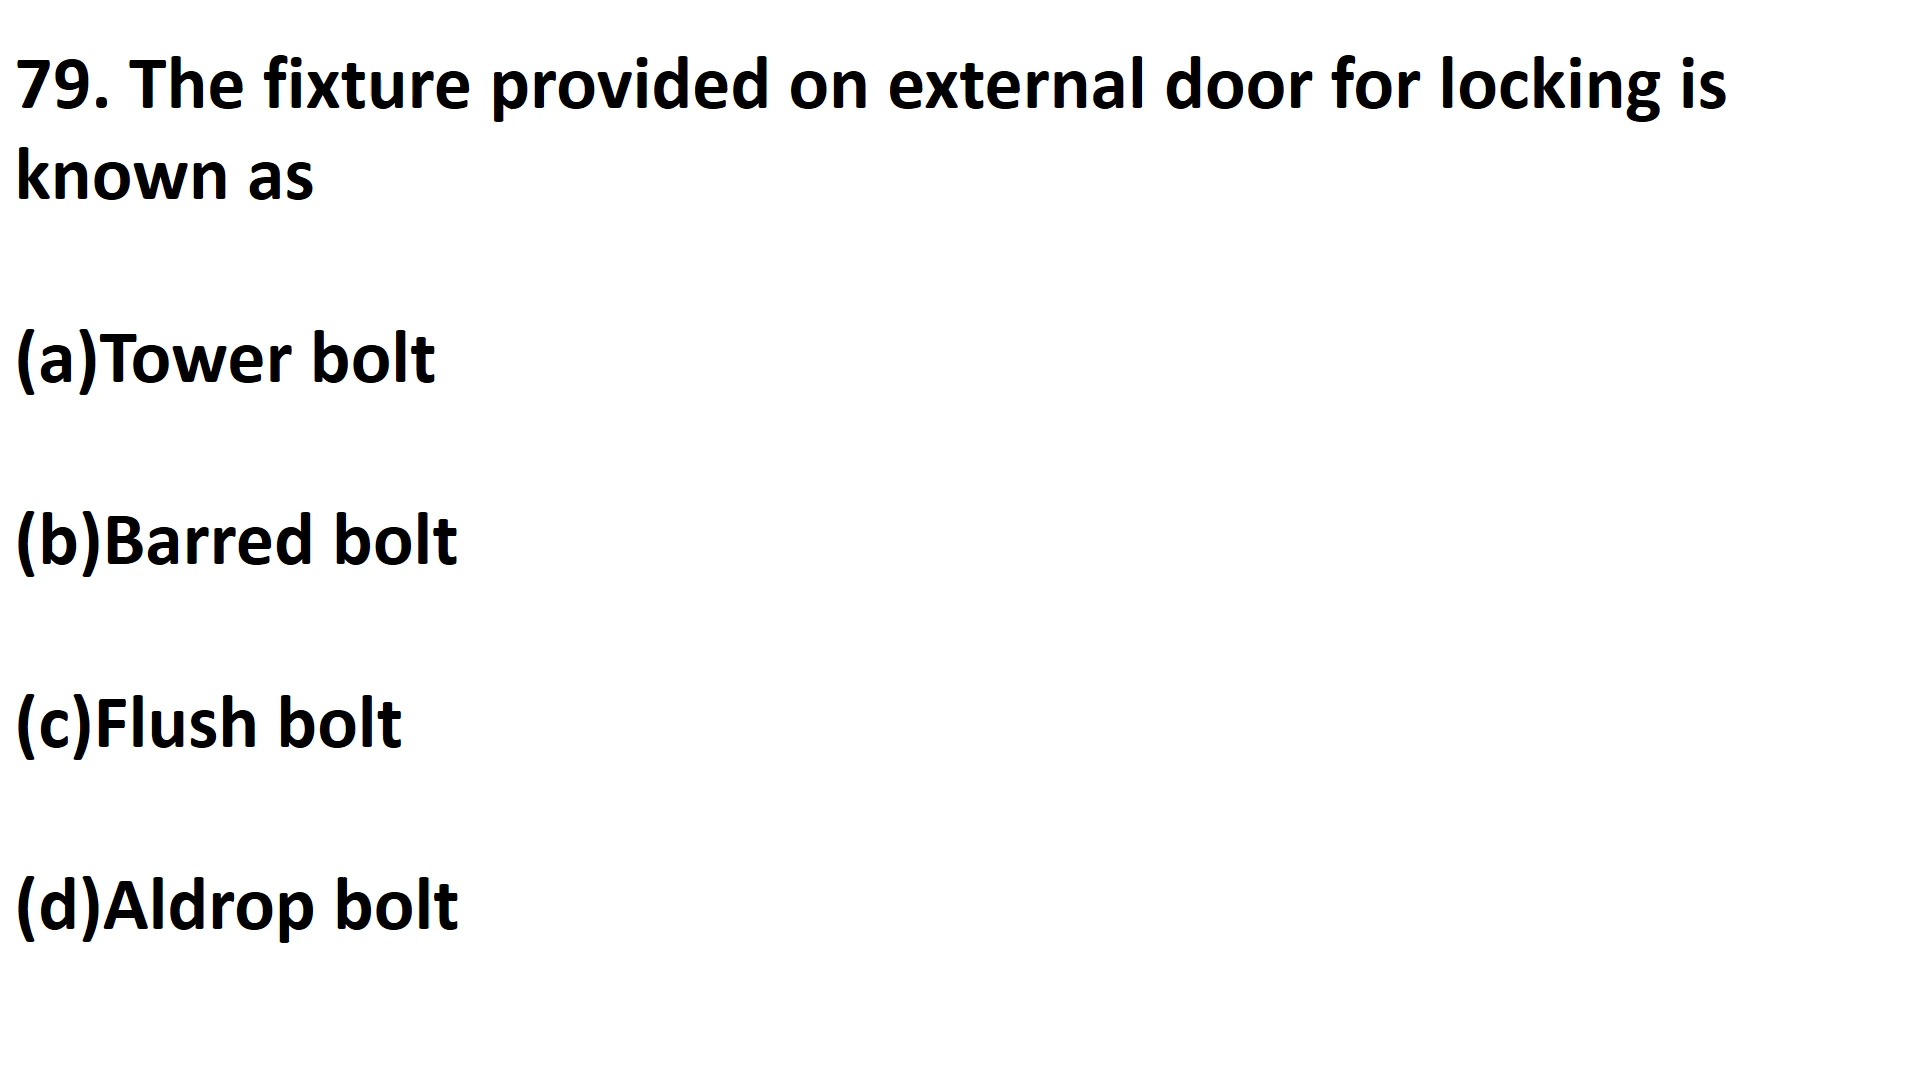 79. The fixture provided on external door for locking is
known as
(a)Tower bolt
(b)Barred bolt
(c)Flush bolt
(d)Aldrop bolt